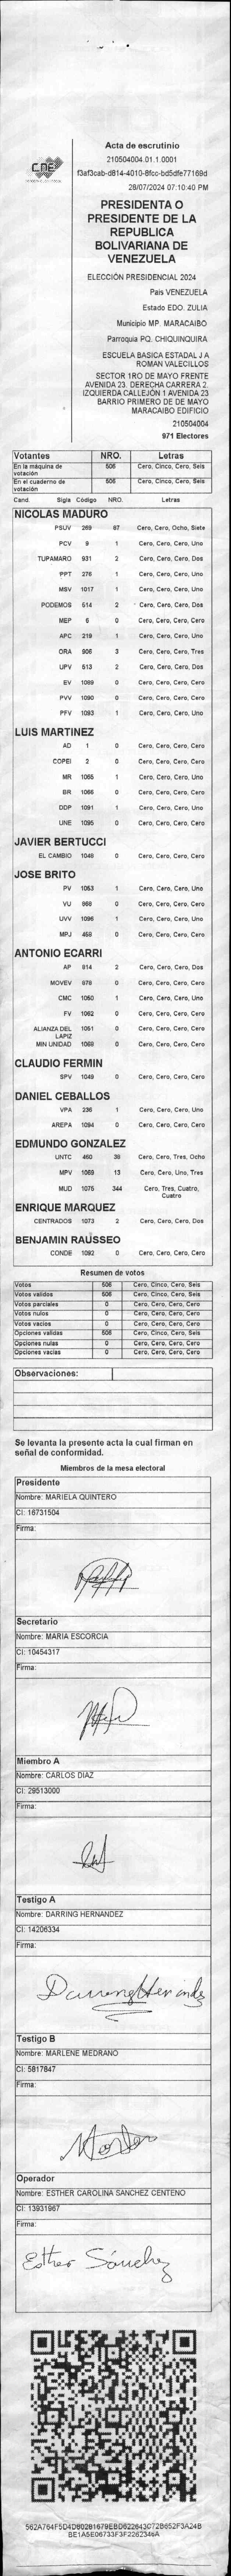 CNE
Acta de escrutinio
210504004.01.1.0001
f3af3cab-d814-4010-8fcc-bd5dfe77169d
28/07/2024 07:10:40 PM
PRESIDENTA O
PRESIDENTE DE LA
REPUBLICA
BOLIVARIANA DE
VENEZUELA
ELECCIÓN PRESIDENCIAL 2024
País VENEZUELA
Estado EDO. ZULIA
Municipio MP. MARACAIBO
Parroquia PQ. CHIQUINQUIRA
ESCUELA BASICA ESTADAL J A
ROMAN VALECILLOS
SECTOR 1RO DE MAYO FRENTE
AVENIDA 23. DERECHA CARRERA 2.
IZQUIERDA CALLEJÓN 1 AVENIDA 23
BARRIO PRIMERO DE DE MAYO
MARACAIBO EDIFICIO
210504004
971 Electores
Votantes NRO. Letras
En la máquina de votación 506 Cero, Cinco, Cero, Seis
En el cuaderno de votación 506 Cero, Cinco, Cero, Seis
Cand. Sigla Código NRO. Letras
NICOLAS MADURO
PSUV 269 87 Cero, Cero, Ocho, Siete
PCV 9 1 Cero, Cero, Cero, Uno
TUPAMARO 931 2 Cero, Cero, Cero, Dos
PPT 276 1 Cero, Cero, Cero, Uno
MSV 1017 1 Cero, Cero, Cero, Uno
PODEMOS 514 2 Cero, Cero, Cero, Dos
MEP 6 0 Cero, Cero, Cero, Cero
APC 219 1 Cero, Cero, Cero, Uno
ORA 906 3 Cero, Cero, Cero, Tres
UPV 513 2 Cero, Cero, Cero, Dos
EV 1089 0 Cero, Cero, Cero, Cero
PVV 1090 0 Cero, Cero, Cero, Cero
PFV 1093 1 Cero, Cero, Cero, Uno
LUIS MARTINEZ
AD 1 0 Cero, Cero, Cero, Cero
COPEI 2 0 Cero, Cero, Cero, Cero
MR 1065 1 Cero, Cero, Cero, Uno
BR 1066 0 Cero, Cero, Cero, Cero
DDP 1091 1 Cero, Cero, Cero, Uno
UNE 1095 0 Cero, Cero, Cero, Cero
JAVIER BERTUCCI
EL CAMBIO 1048 0 Cero, Cero, Cero, Cero
JOSE BRITO
PV 1053 1 Cero, Cero, Cero, Uno
VU 868 0 Cero, Cero, Cero, Cero
UVV 1096 1 Cero, Cero, Cero, Uno
MPJ 458 0 Cero, Cero, Cero, Cero
ANTONIO ECARRI
AP 814 2 Cero, Cero, Cero, Dos
MOVEV 878 0 Cero, Cero, Cero, Cero
CMC 1050 1 Cero, Cero, Cero, Uno
FV 1062 0 Cero, Cero, Cero, Cero
ALIANZA DEL LAPIZ 1051 0 Cero, Cero, Cero, Cero
MIN UNIDAD 1068 0 Cero, Cero, Cero, Cero
CLAUDIO FERMIN
SPV 1049 0 Cero, Cero, Cero, Cero
DANIEL CEBALLOS
VPA 236 1 Cero, Cero, Cero, Uno
AREPA 1094 0 Cero, Cero, Cero, Cero
EDMUNDO GONZALEZ
UNTC 460 38 Cero, Cero, Tres, Ocho
MPV 1069 13 Cero, Cero, Uno, Tres
MUD 1075 344 Cero, Tres, Cuatro, Cuatro
ENRIQUE MARQUEZ
CENTRADOS 1073 2 Cero, Cero, Cero, Dos
BENJAMIN RAUSSEO
CONDE 1092 0 Cero, Cero, Cero, Cero
Resumen de votos
Votos 506 Cero, Cinco, Cero, Seis
Votos validos 506 Cero, Cinco, Cero, Seis
Votos parciales 0 Cero, Cero, Cero, Cero
Votos nulos 0 Cero, Cero, Cero, Cero
Votos vacios 0 Cero, Cero, Cero, Cero
Opciones validas 506 Cero, Cinco, Cero, Seis
Opciones nulas 0 Cero, Cero, Cero, Cero
Opciones vacias 0 Cero, Cero, Cero, Cero
Observaciones:
Se levanta la presente acta la cual firman en
señal de conformidad.
Miembros de la mesa electoral
Presidente
Nombre: MARIELA QUINTERO
CI: 16731504
Firma:
Secretario
Nombre: MARIA ESCORCIA
CI: 10454317
Firma:
Miembro A
Nombre: CARLOS DIAZ
CI: 29513000
Firma:
Testigo A
Nombre: DARRING HERNANDEZ
CI: 14206334
Firma:
Darring Hernandez
Testigo B
Nombre: MARLENE MEDRANO
CI: 5817847
Firma:
Operador
Nombre: ESTHER CAROLINA SANCHEZ CENTENO
CI: 13931967
Firma:
Esther Sánchez